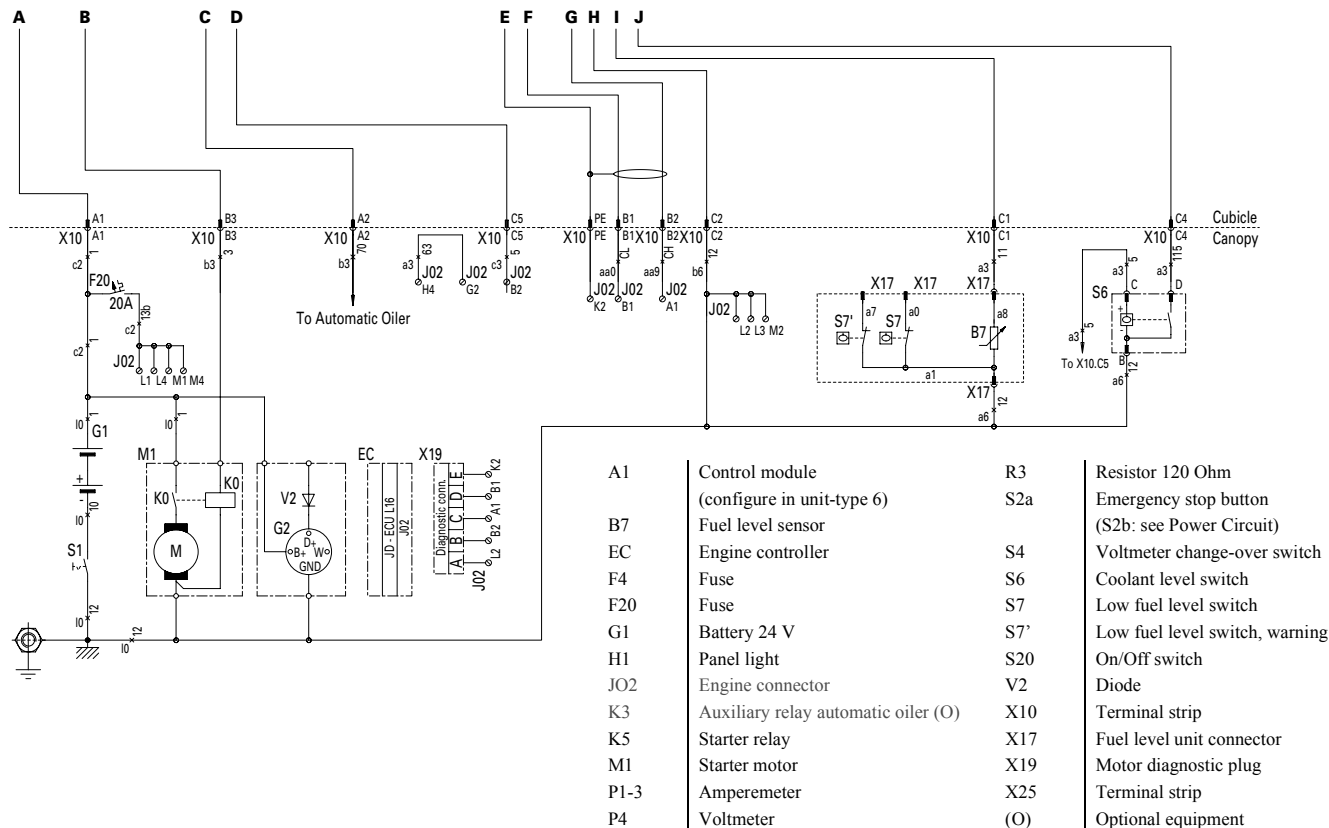 A B C D E F G H I J
A1 B3 A2 C5 PE B1 B2 C2 C1 C4 Cubicle
X10 A1 X10 B3 X10 A2 X10 C5 X10 PE B1 X10 B2 X10 C2 X10 C1 X10 C4 Canopy
1 3 70 63 5 CL CH 12 11 5 115
c2 b3 b3 a3 c3 aa0 aa9 b6 a3 a3 a3
J02 J02 J02 J02 J02
H4 G2 B2 K2 B1 A1
F20
20A
13b
c2
To Automatic Oiler
J02
L2 L3 M2
X17 X17 X17
S7' a7 S7 a0 B7 a8
a1
X17
12
a6
S6 C D
+
-
B
12
a6
5
a3
To X10.C5
1
c2
J02
L1 L4 M1 M4
1
l0
G1
+
-
10
l0
S1
12
l0
12
l0
1
l0
M1
K0 K0
M
V2
G2
D+
B+ W
GND
EC
JD - ECU L16
J02
X19
Diagnostic conn.
A B C D E
K2
B1
A1
B2
L2
J02
A1 Control module
(configure in unit-type 6)
B7 Fuel level sensor
EC Engine controller
F4 Fuse
F20 Fuse
G1 Battery 24 V
H1 Panel light
JO2 Engine connector
K3 Auxiliary relay automatic oiler (O)
K5 Starter relay
M1 Starter motor
P1-3 Amperemeter
P4 Voltmeter
R3 Resistor 120 Ohm
S2a Emergency stop button
(S2b: see Power Circuit)
S4 Voltmeter change-over switch
S6 Coolant level switch
S7 Low fuel level switch
S7’ Low fuel level switch, warning
S20 On/Off switch
V2 Diode
X10 Terminal strip
X17 Fuel level unit connector
X19 Motor diagnostic plug
X25 Terminal strip
(O) Optional equipment